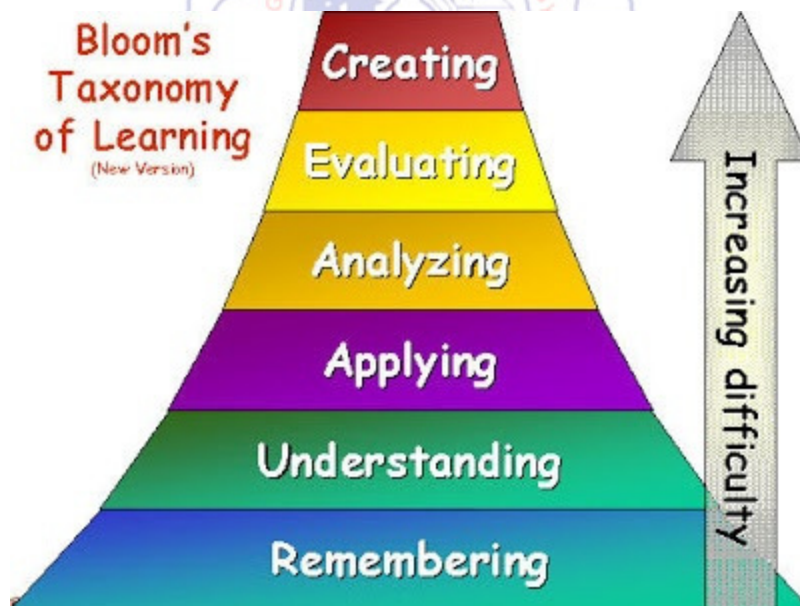 Bloom's
Taxonomy
of Learning
(New Version)
Creating
Evaluating
Analyzing
Applying
Understanding
Remembering
Increasing difficulty